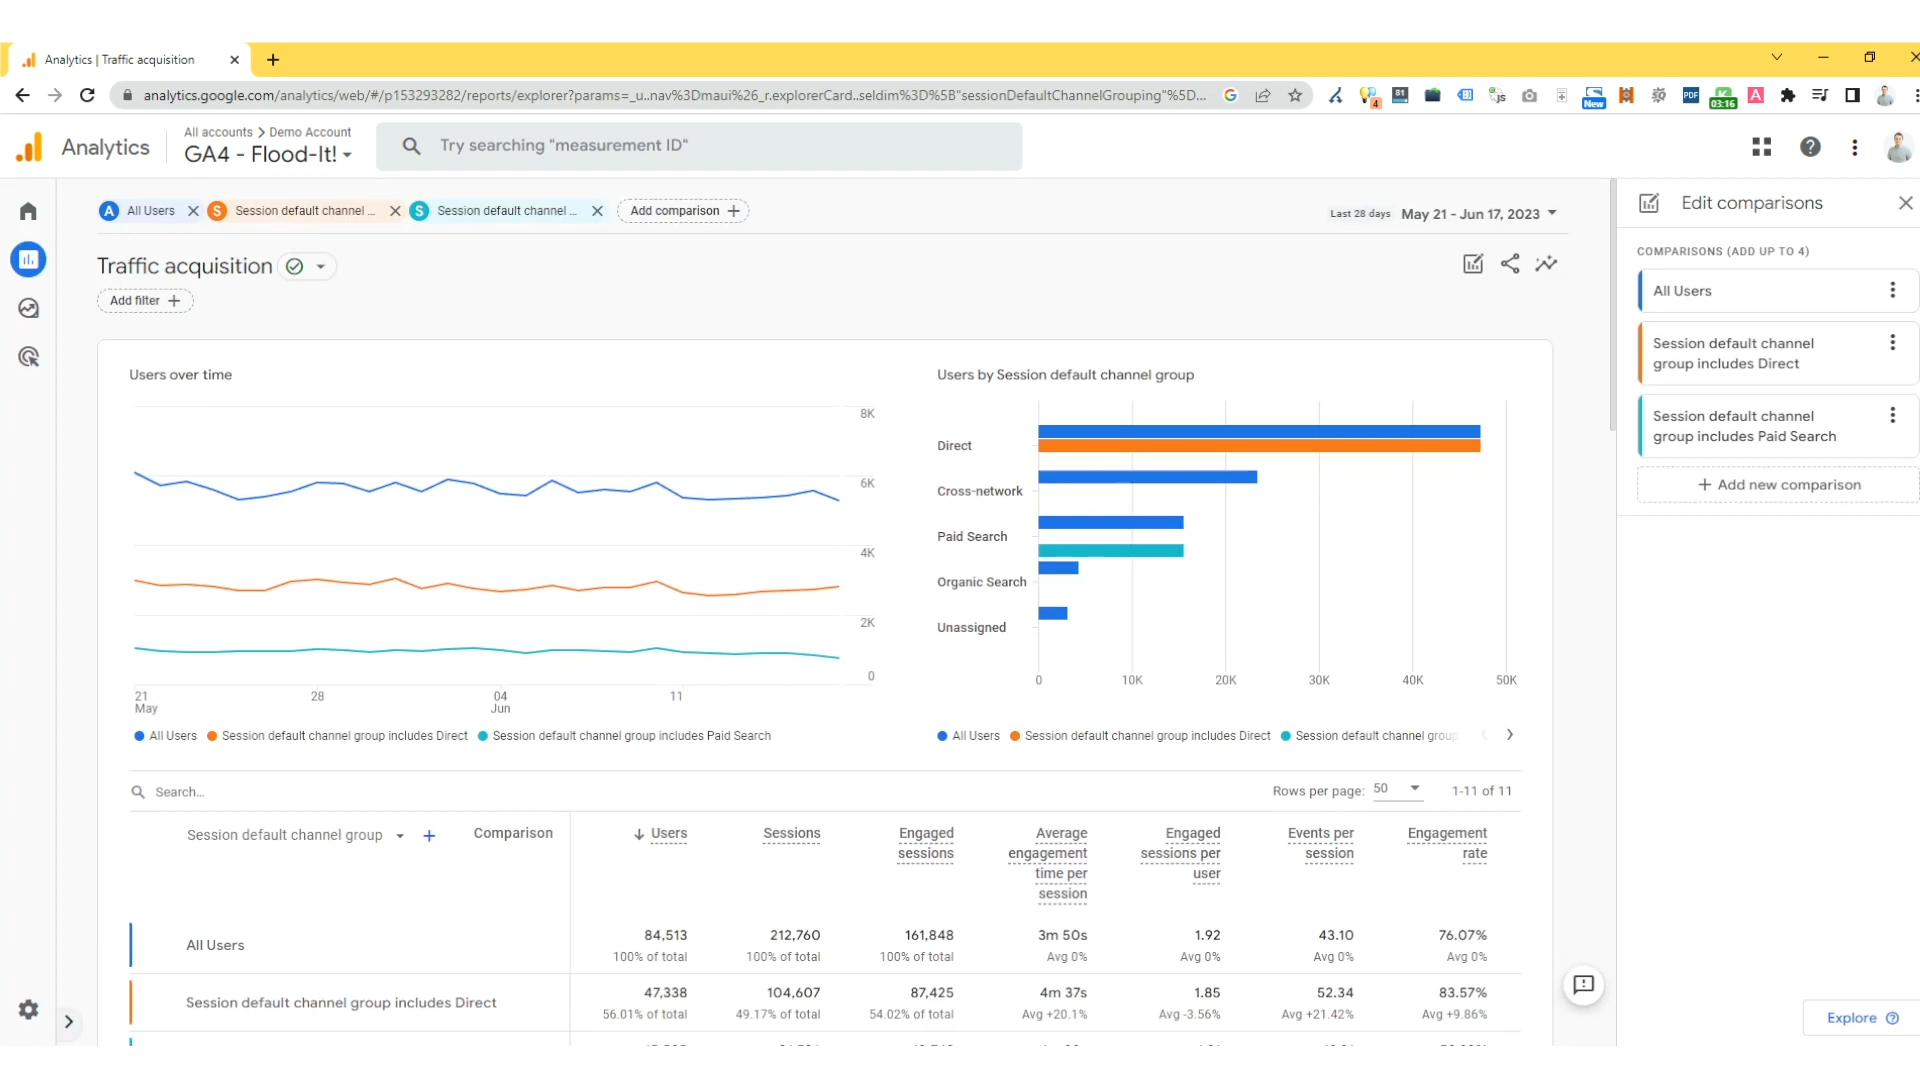 Analytics | Traffic acquisition
analytics.google.com/analytics/web/#/p153293282/reports/explorer?params=_u..nav%3Dmaui%26_r.explorerCard..seldim%3D%5B"sessionDefaultChannelGrouping"%5D...
4
81
js
New
PDF
03:16
A
Analytics
All accounts > Demo Account
GA4 - Flood-It!
Try searching "measurement ID"
A All Users
S Session default channel ...
S Session default channel ...
Add comparison +
Last 28 days May 21 - Jun 17, 2023
Traffic acquisition
Add filter +
Users over time
8K
6K
4K
2K
0
21
May
28
04
Jun
11
All Users
Session default channel group includes Direct
Session default channel group includes Paid Search
Users by Session default channel group
Direct
Cross-network
Paid Search
Organic Search
Unassigned
0 10K 20K 30K 40K 50K
All Users
Session default channel group includes Direct
Session default channel group
Search...
Rows per page: 50 1-11 of 11
Session default channel group +
Comparison
Users
Sessions
Engaged
sessions
Average
engagement
time per
session
Engaged
sessions per
user
Events per
session
Engagement
rate
All Users
84,513 212,760 161,848 3m 50s 1.92 43.10 76.07%
100% of total 100% of total 100% of total Avg 0% Avg 0% Avg 0% Avg 0%
Session default channel group includes Direct
47,338 104,607 87,425 4m 37s 1.85 52.34 83.57%
56.01% of total 49.17% of total 54.02% of total Avg +20.1% Avg -3.56% Avg +21.42% Avg +9.86%
Edit comparisons
COMPARISONS (ADD UP TO 4)
All Users
Session default channel
group includes Direct
Session default channel
group includes Paid Search
+ Add new comparison
Explore